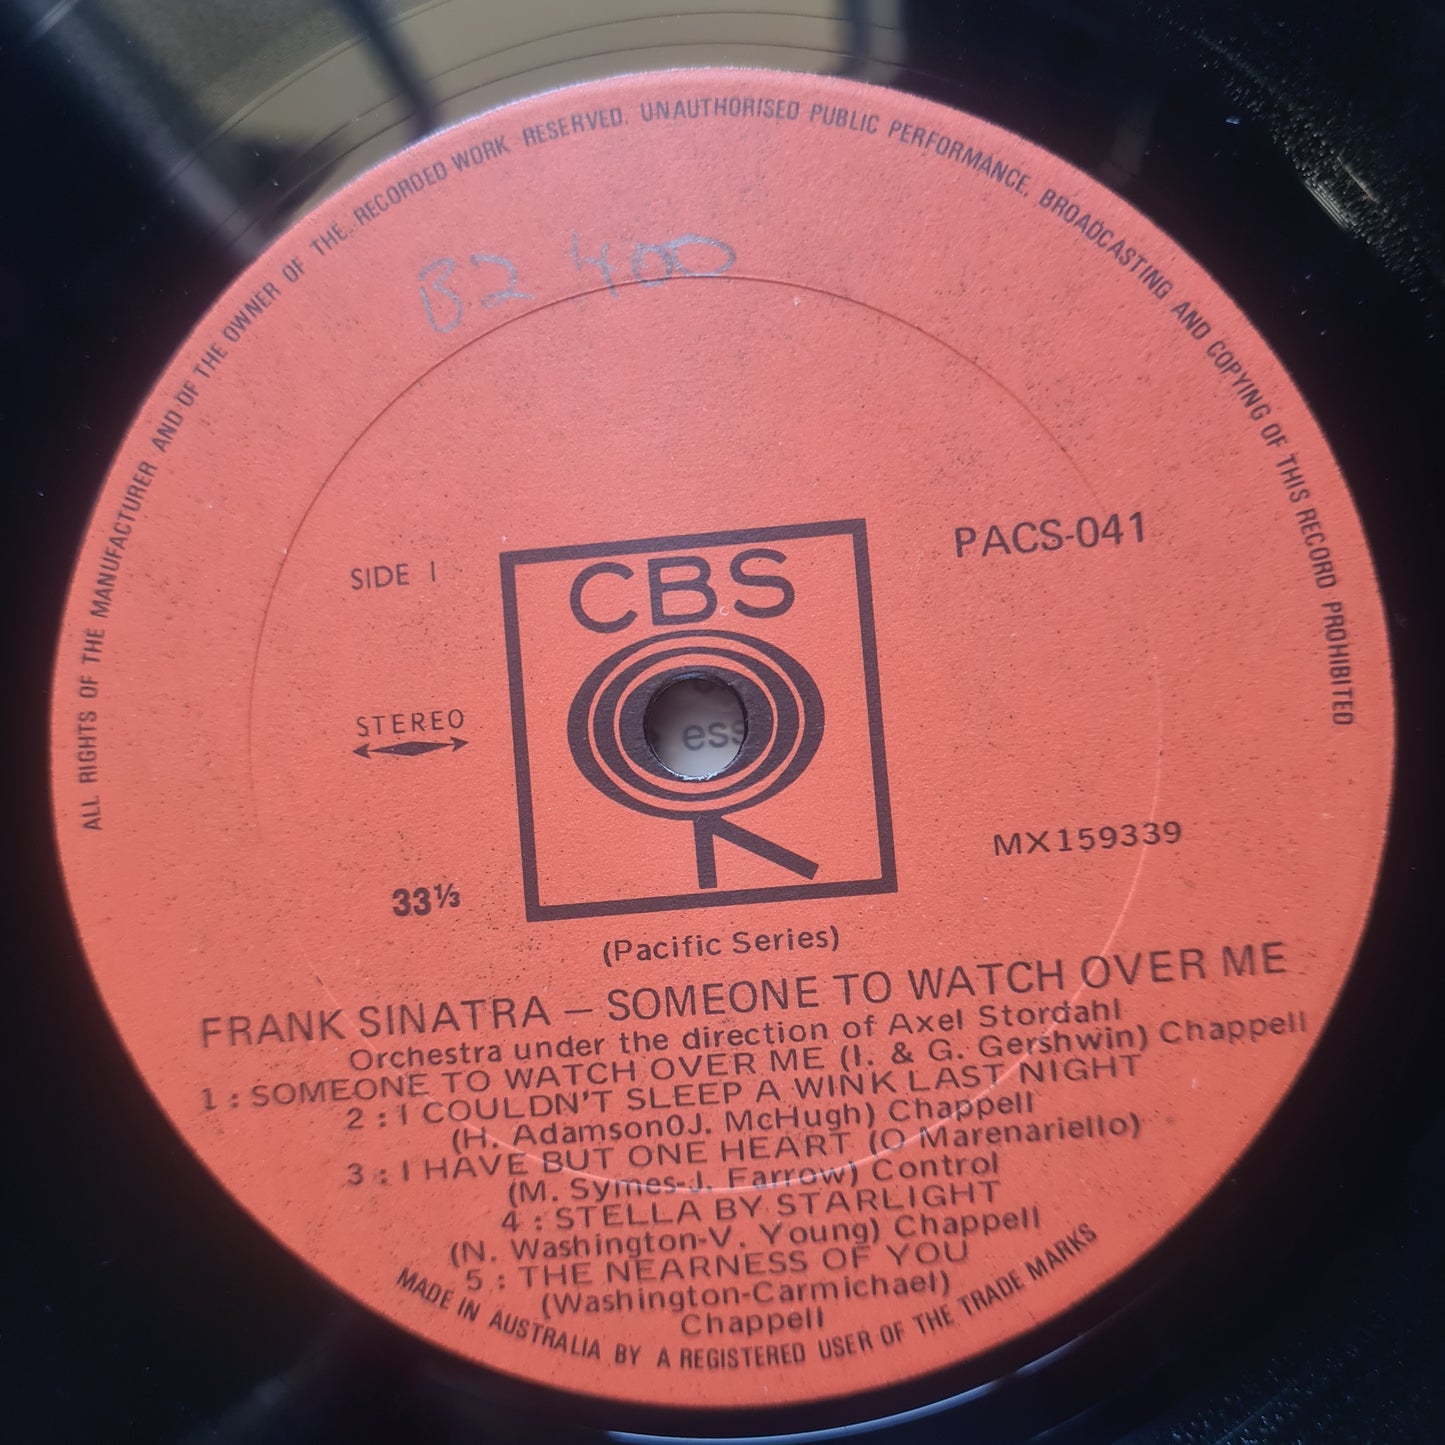 ALL RIGHTS OF THE MANUFACTURER AND OF THE OWNER OF THE RECORDED WORK RESERVED. UNAUTHORISED PUBLIC PERFORMANCE, BROADCASTING AND COPYING OF THIS RECORD PROHIBITED
B2 400
SIDE 1
PACS-041
CBS
STEREO
ess
MX159339
33⅓
(Pacific Series)
FRANK SINATRA — SOMEONE TO WATCH OVER ME
Orchestra under the direction of Axel Stordahl
1 : SOMEONE TO WATCH OVER ME (I. & G. Gershwin) Chappell
2 : I COULDN'T SLEEP A WINK LAST NIGHT
(H. Adamson0J. McHugh) Chappell
3 : I HAVE BUT ONE HEART (O Marenariello)
(M. Symes-J. Farrow) Control
4 : STELLA BY STARLIGHT
(N. Washington-V. Young) Chappell
5 : THE NEARNESS OF YOU
(Washington-Carmichael)
Chappell
MADE IN AUSTRALIA BY A REGISTERED USER OF THE TRADE MARKS